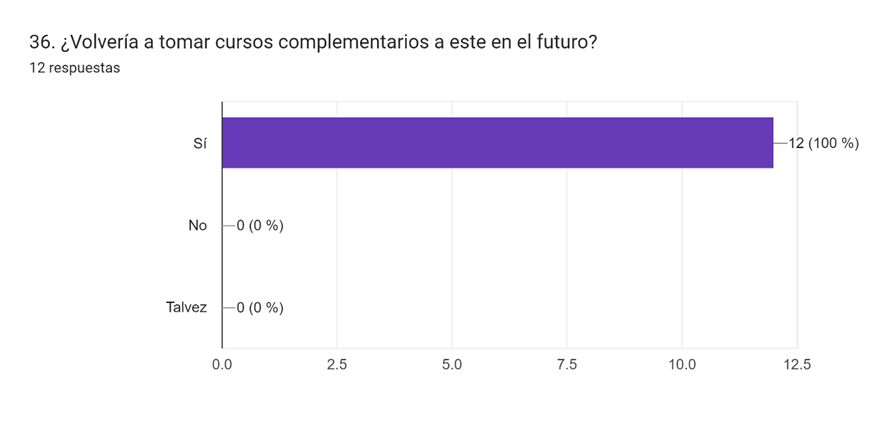 36. ¿Volvería a tomar cursos complementarios a este en el futuro?
12 respuestas
Sí
12 (100 %)
No
0 (0 %)
Talvez
0 (0 %)
0.0 2.5 5.0 7.5 10.0 12.5